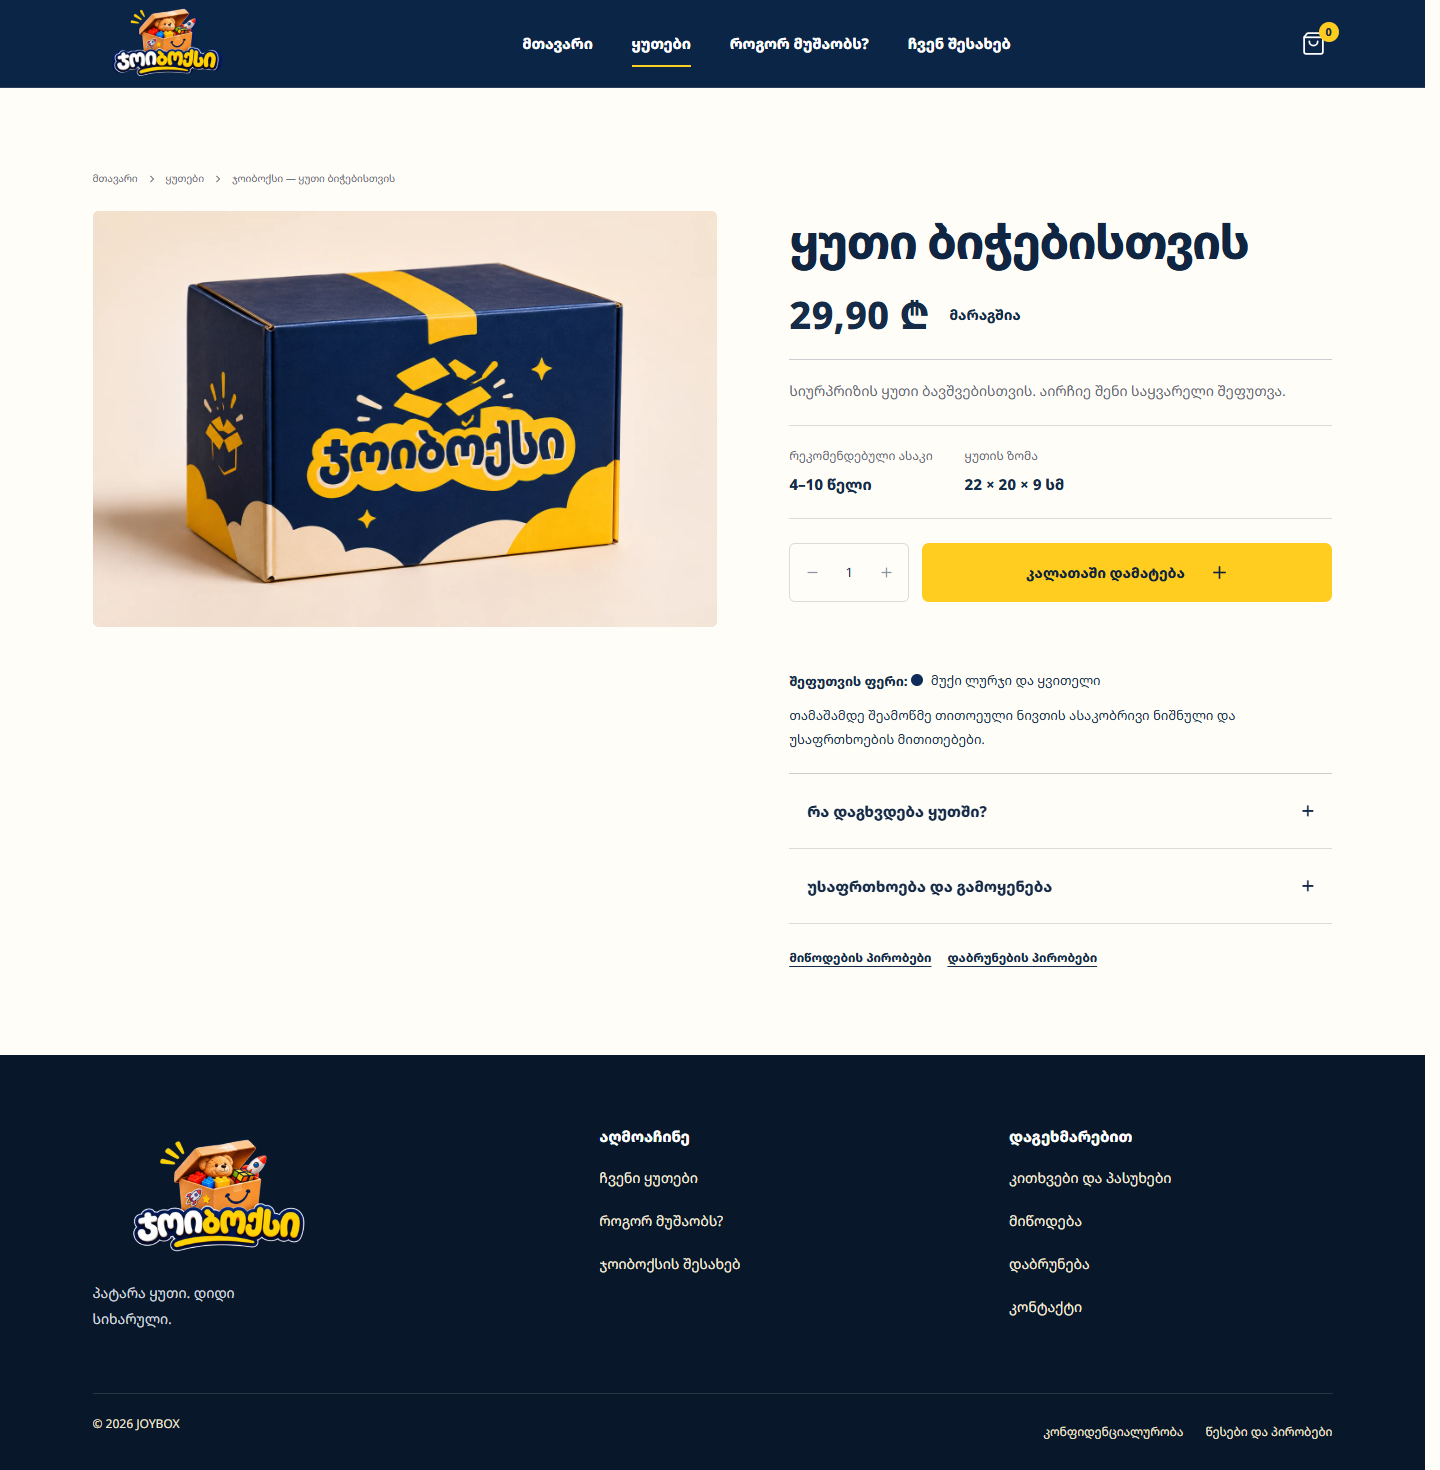 ჯოიბოქსი
მთავარი
ყუთები
როგორ მუშაობს?
ჩვენ შესახებ
0
მთავარი > ყუთები > ჯოიბოქსი — ყუთი ბიჭებისთვის
ჯოიბოქსი
ყუთი ბიჭებისთვის
29,90 ₾ მარაგშია
სიურპრიზის ყუთი ბავშვებისთვის. აირჩიე შენი საყვარელი შეფუთვა.
რეკომენდებული ასაკი
4–10 წელი
ყუთის ზომა
22 × 20 × 9 სმ
− 1 +
კალათაში დამატება +
შეფუთვის ფერი: მუქი ლურჯი და ყვითელი
თამაშამდე შეამოწმე თითოეული ნივთის ასაკობრივი ნიშნული და
უსაფრთხოების მითითებები.
რა დაგხვდება ყუთში? +
უსაფრთხოება და გამოყენება +
მიწოდების პირობები დაბრუნების პირობები
ჯოიბოქსი
პატარა ყუთი. დიდი
სიხარული.
აღმოაჩინე
ჩვენი ყუთები
როგორ მუშაობს?
ჯოიბოქსის შესახებ
დაგეხმარებით
კითხვები და პასუხები
მიწოდება
დაბრუნება
კონტაქტი
© 2026 JOYBOX
კონფიდენციალურობა წესები და პირობები